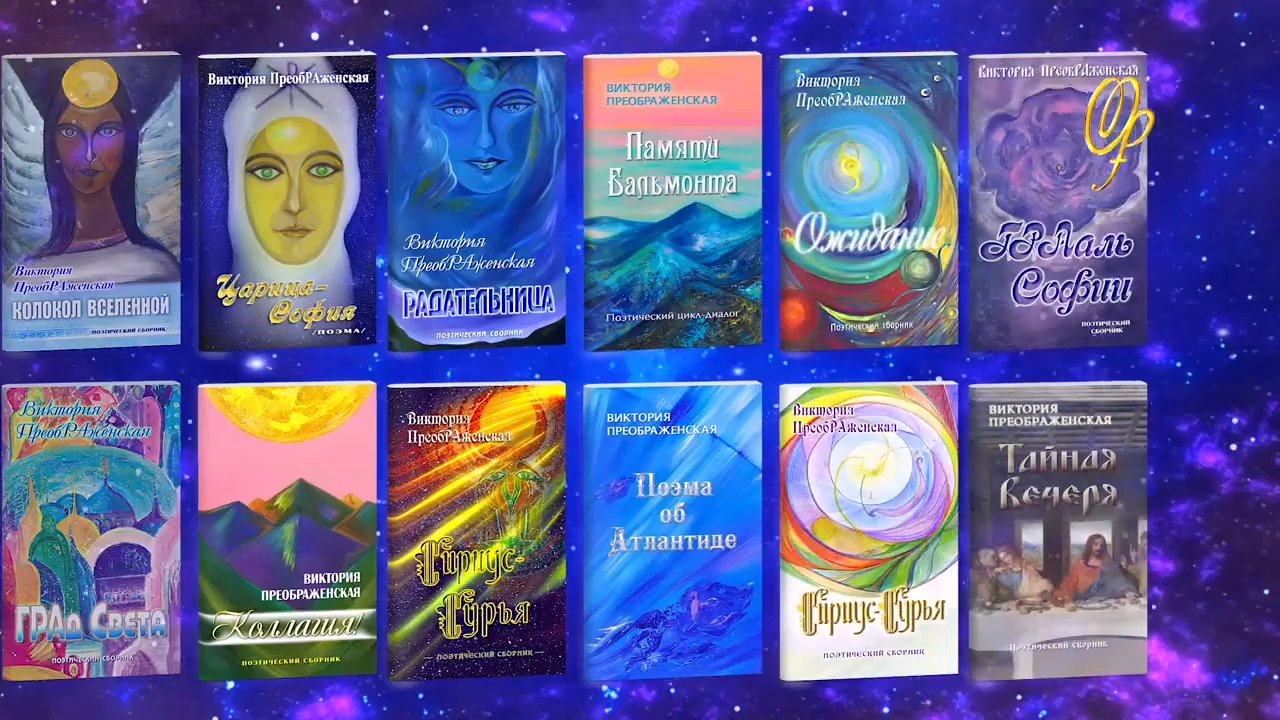 Виктория
ПреобРАженская
КОЛОКОЛ ВСЕЛЕННОЙ
ПОЭТИЧЕСКИЙ СБОРНИК
Виктория ПреобРАженская
Царица-
София
/ПОЭМА/
Виктория
ПреобРАженская
РАДАТЕЛЬНИЦА
ПОЭТИЧЕСКИЙ СБОРНИК
ВИКТОРИЯ
ПРЕОБРАЖЕНСКАЯ
Памяти
Бальмонта
Поэтический цикл-диалог
Виктория
ПреобРАженская
Ожидание
Поэтический сборник
Виктория ПреобРАженская
ГРААль
Софии
ПОЭТИЧЕСКИЙ
СБОРНИК
Виктория
ПреобРАженская
ГРАД Света
ПОЭТИЧЕСКИЙ СБОРНИК
ВИКТОРИЯ
ПРЕОБРАЖЕНСКАЯ
Коллагия!
ПОЭТИЧЕСКИЙ СБОРНИК
Виктория
ПреобРАженская
Сириус-
Сурья
— ПОЭТИЧЕСКИЙ СБОРНИК —
ВИКТОРИЯ
ПРЕОБРАЖЕНСКАЯ
Поэма
об
Атлантиде
Виктория
ПреобРАженская
Сириус-Сурья
ПОЭТИЧЕСКИЙ СБОРНИК
ВИКТОРИЯ
ПРЕОБРАЖЕНСКАЯ
Тайная
Вечеря
Поэтический сборник